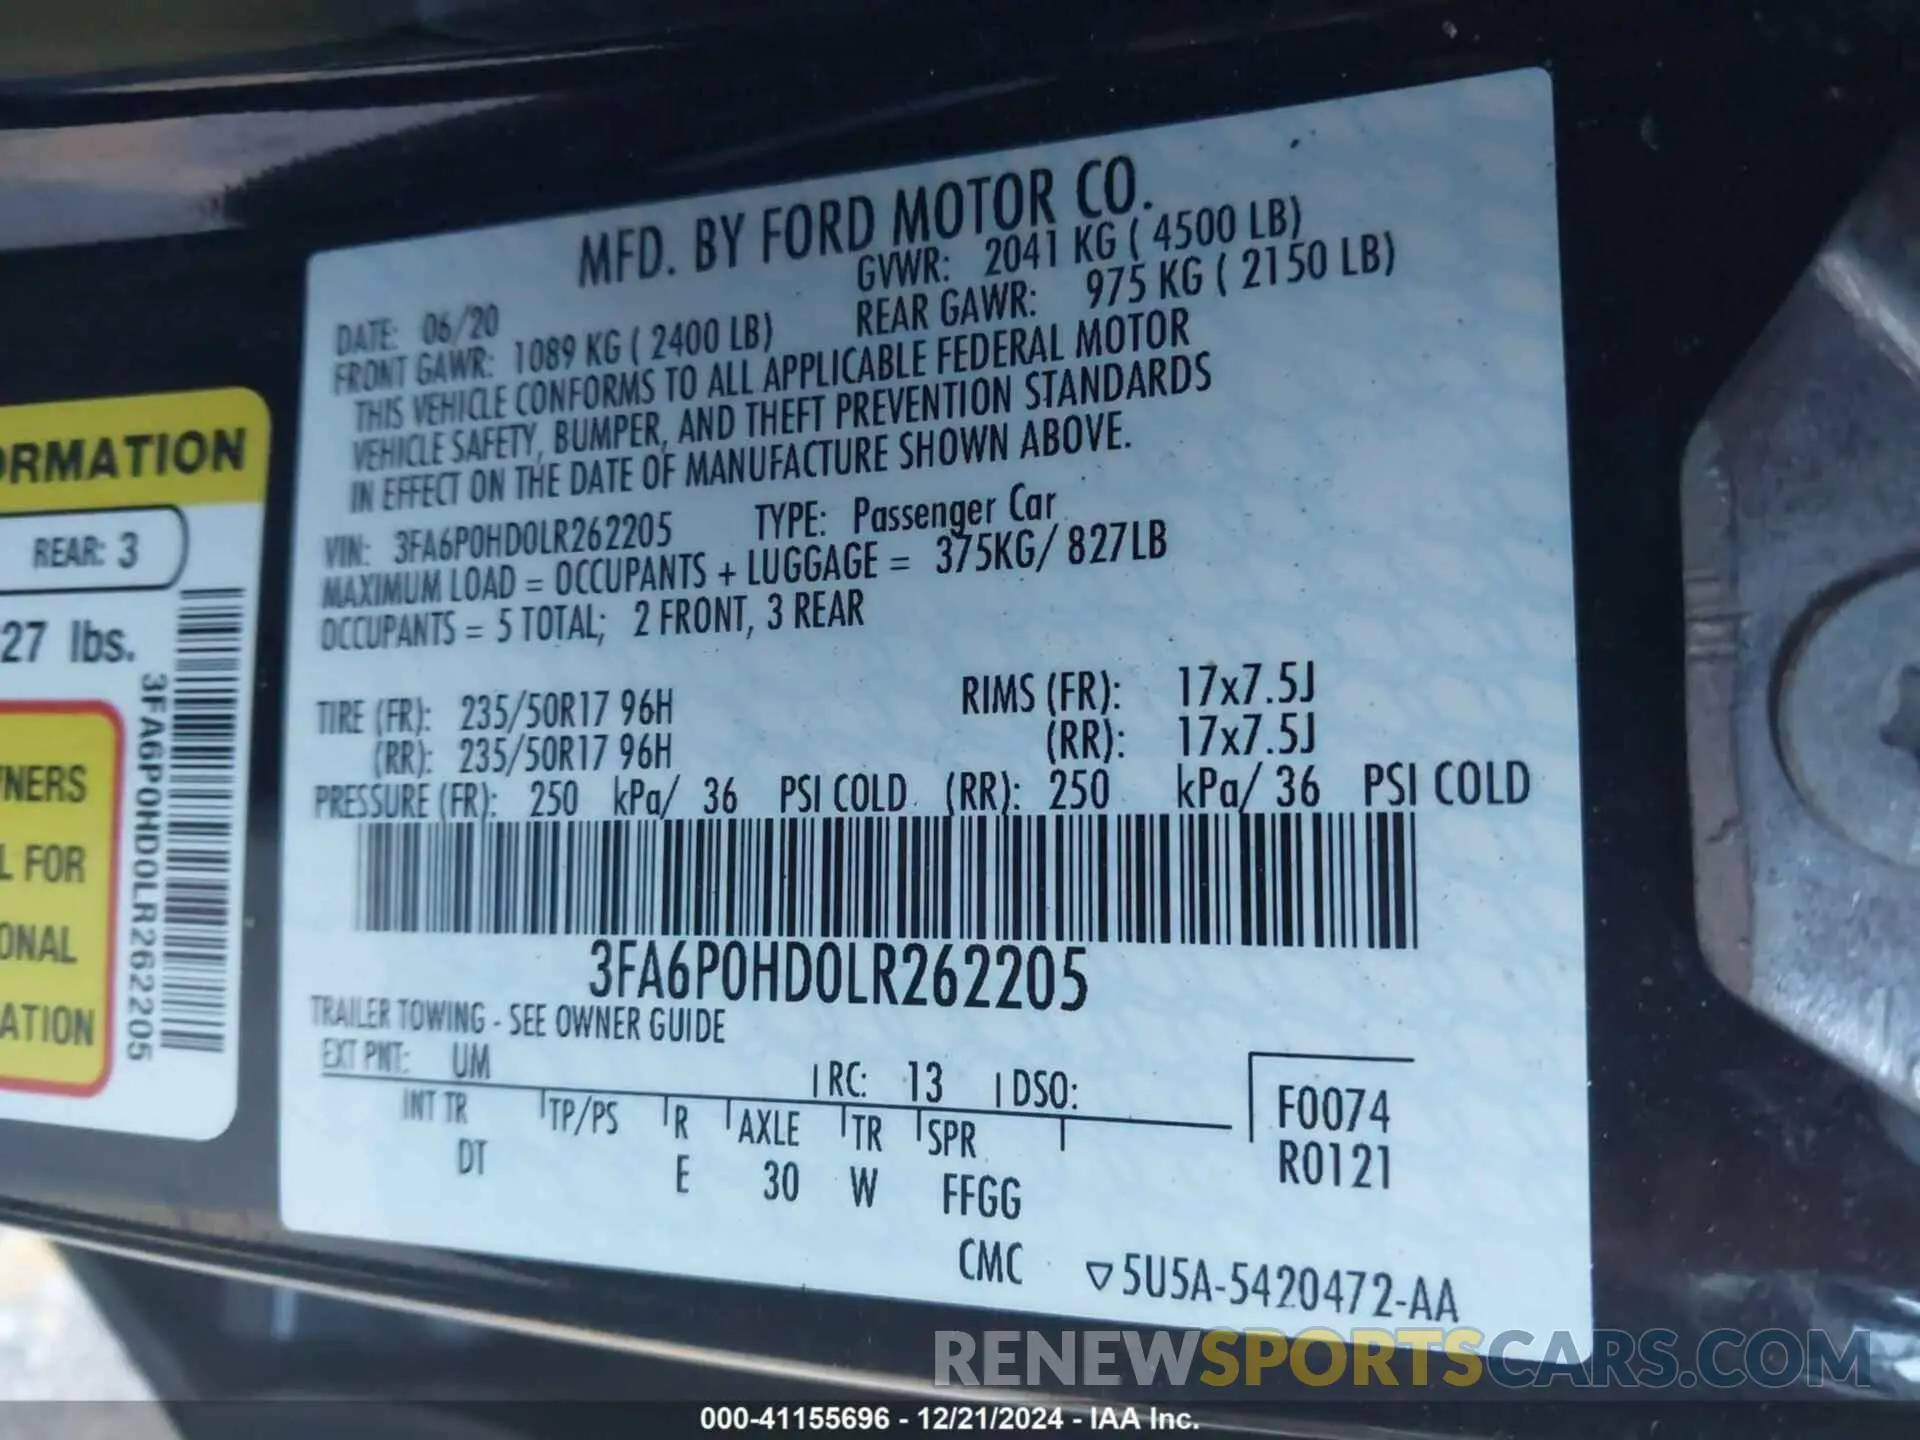 MFD. BY FORD MOTOR CO.
DATE: 06/20 GVWR: 2041 KG ( 4500 LB)
FRONT GAWR: 1089 KG ( 2400 LB) REAR GAWR: 975 KG ( 2150 LB)
THIS VEHICLE CONFORMS TO ALL APPLICABLE FEDERAL MOTOR
VEHICLE SAFETY, BUMPER, AND THEFT PREVENTION STANDARDS
IN EFFECT ON THE DATE OF MANUFACTURE SHOWN ABOVE.
VIN: 3FA6P0HD0LR262205 TYPE: Passenger Car
MAXIMUM LOAD = OCCUPANTS + LUGGAGE = 375KG/ 827LB
OCCUPANTS = 5 TOTAL; 2 FRONT, 3 REAR
TIRE (FR): 235/50R17 96H RIMS (FR): 17x7.5J
(RR): 235/50R17 96H (RR): 17x7.5J
PRESSURE (FR): 250 kPa/ 36 PSI COLD (RR): 250 kPa/ 36 PSI COLD
3FA6P0HD0LR262205
TRAILER TOWING - SEE OWNER GUIDE
EXT PNT: UM RC: 13 DSO:
INT TR TP/PS R AXLE TR SPR
DT E 30 W FFGG
F0074
R0121
CMC ▽5U5A-5420472-AA
ORMATION
REAR: 3
27 lbs.
3FA6P0HD0LR262205
NERS
L FOR
ONAL
ATION
RENEWSPORTSCARS.COM
000-41155696 - 12/21/2024 - IAA Inc.